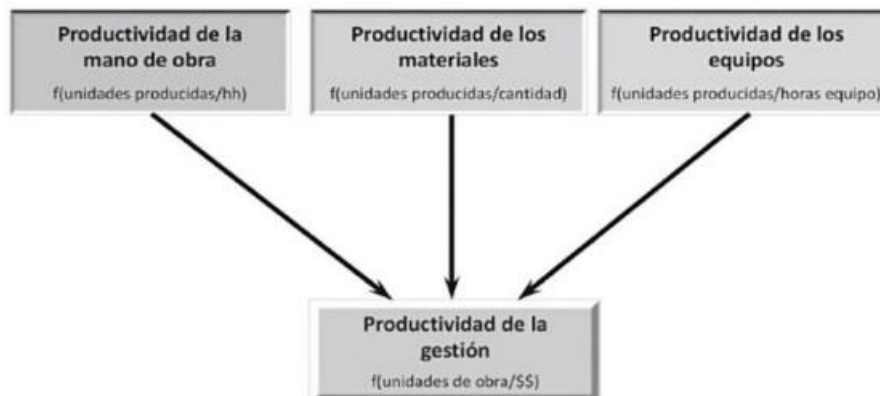 Productividad de la
mano de obra
f(unidades producidas/hh)
Productividad de los
materiales
f(unidades producidas/cantidad)
Productividad de los
equipos
f(unidades producidas/horas equipo)
Productividad de la
gestión
f(unidades de obra/$$)